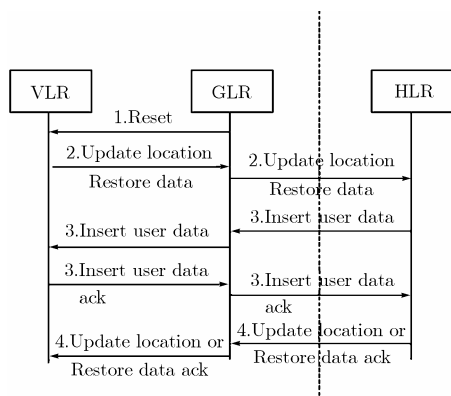 VLR
GLR
HLR
1.Reset
2.Update location
Restore data
2.Update location
Restore data
3.Insert user data
3.Insert user data
3.Insert user data
ack
3.Insert user data
ack
4.Update location or
Restore data ack
4.Update location or
Restore data ack